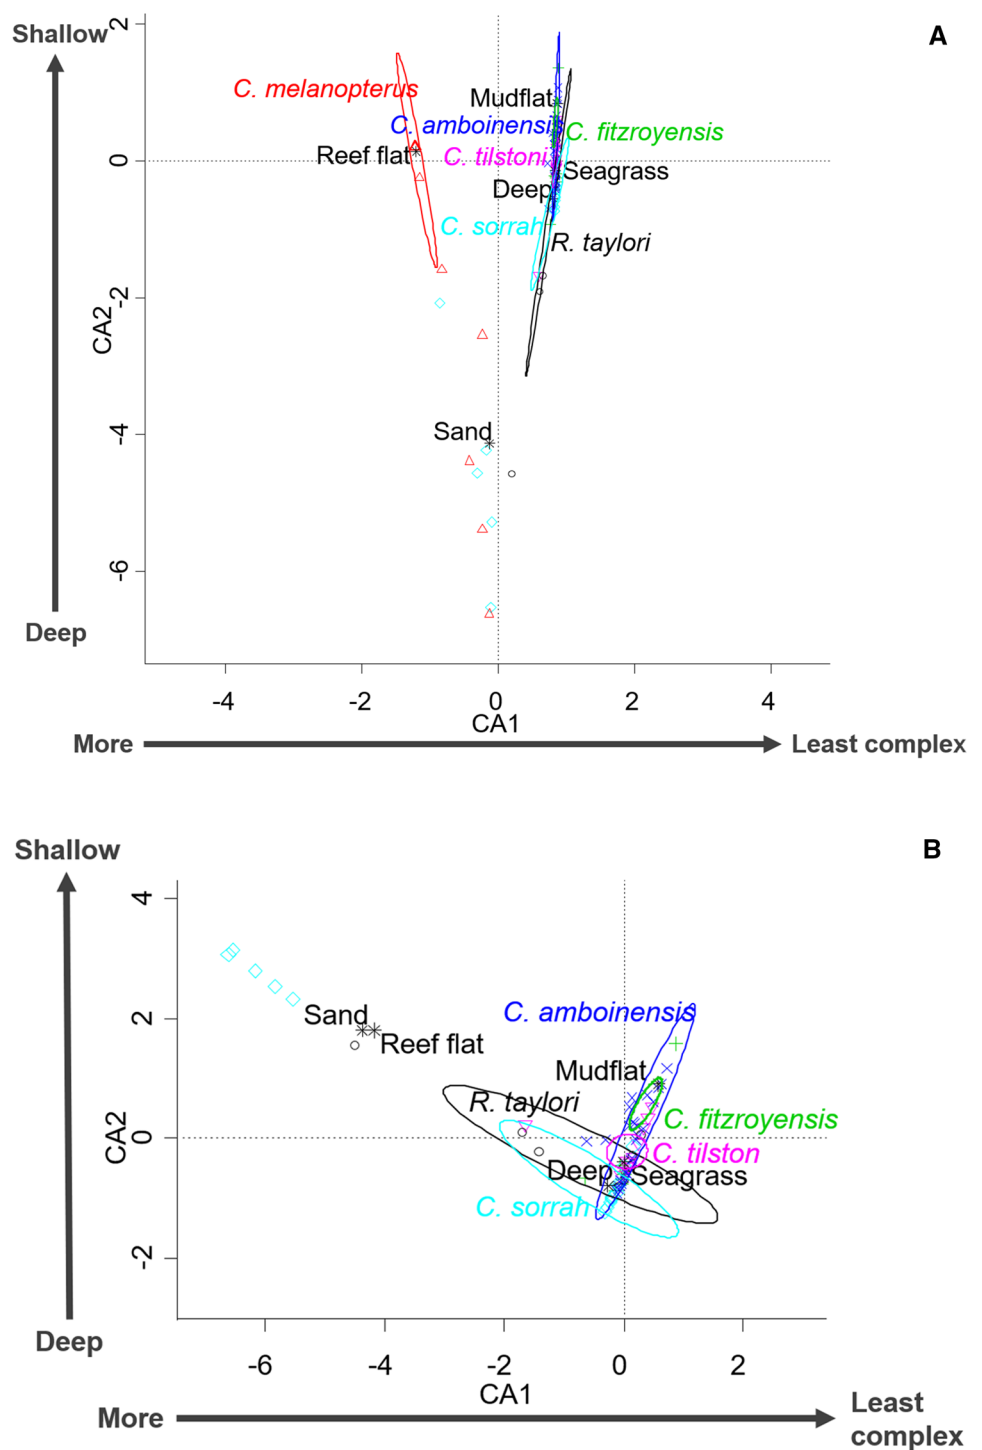 Shallow
A
2
C. melanopterus
Mudflat
C. amboinensis
C. fitzroyensis
Reef flat
C. tilstoni
0
Seagrass
Deep
C. sorrah
R. taylori
-2
CA2
Sand
-4
-6
Deep
-4
-2
0
2
4
CA1
More
Least complex
Shallow
B
4
C. amboinensis
2
Sand
Reef flat
Mudflat
R. taylori
C. fitzroyensis
CA2
0
C. tilston
Deep
Seagrass
C. sorrah
-2
Deep
-6
-4
-2
0
2
CA1
More
Least
complex